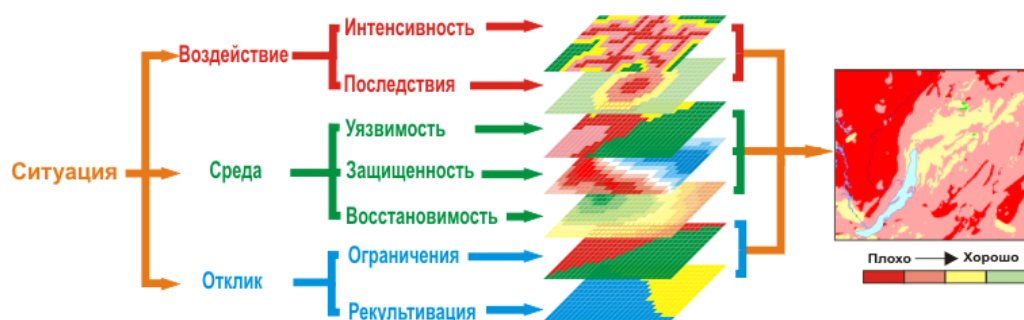 Интенсивность
Воздействие
Последствия
Уязвимость
Ситуация
Среда
Защищенность
Восстановимость
Ограничения
Отклик
Рекультивация
Плохо
Хорошо